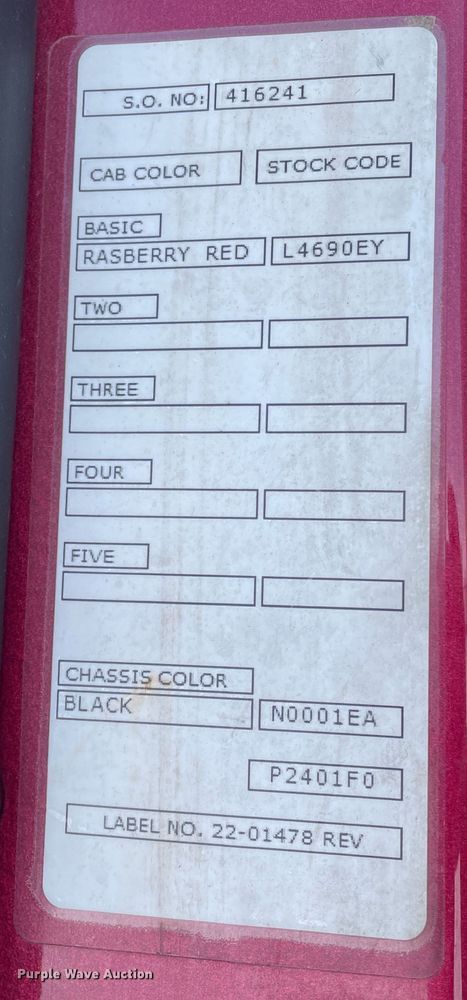 S.O. NO: 416241
CAB COLOR STOCK CODE
BASIC
RASBERRY RED L4690EY
TWO
THREE
FOUR
FIVE
CHASSIS COLOR
BLACK N0001EA
P2401F0
LABEL NO. 22-01478 REV
Purple Wave Auction